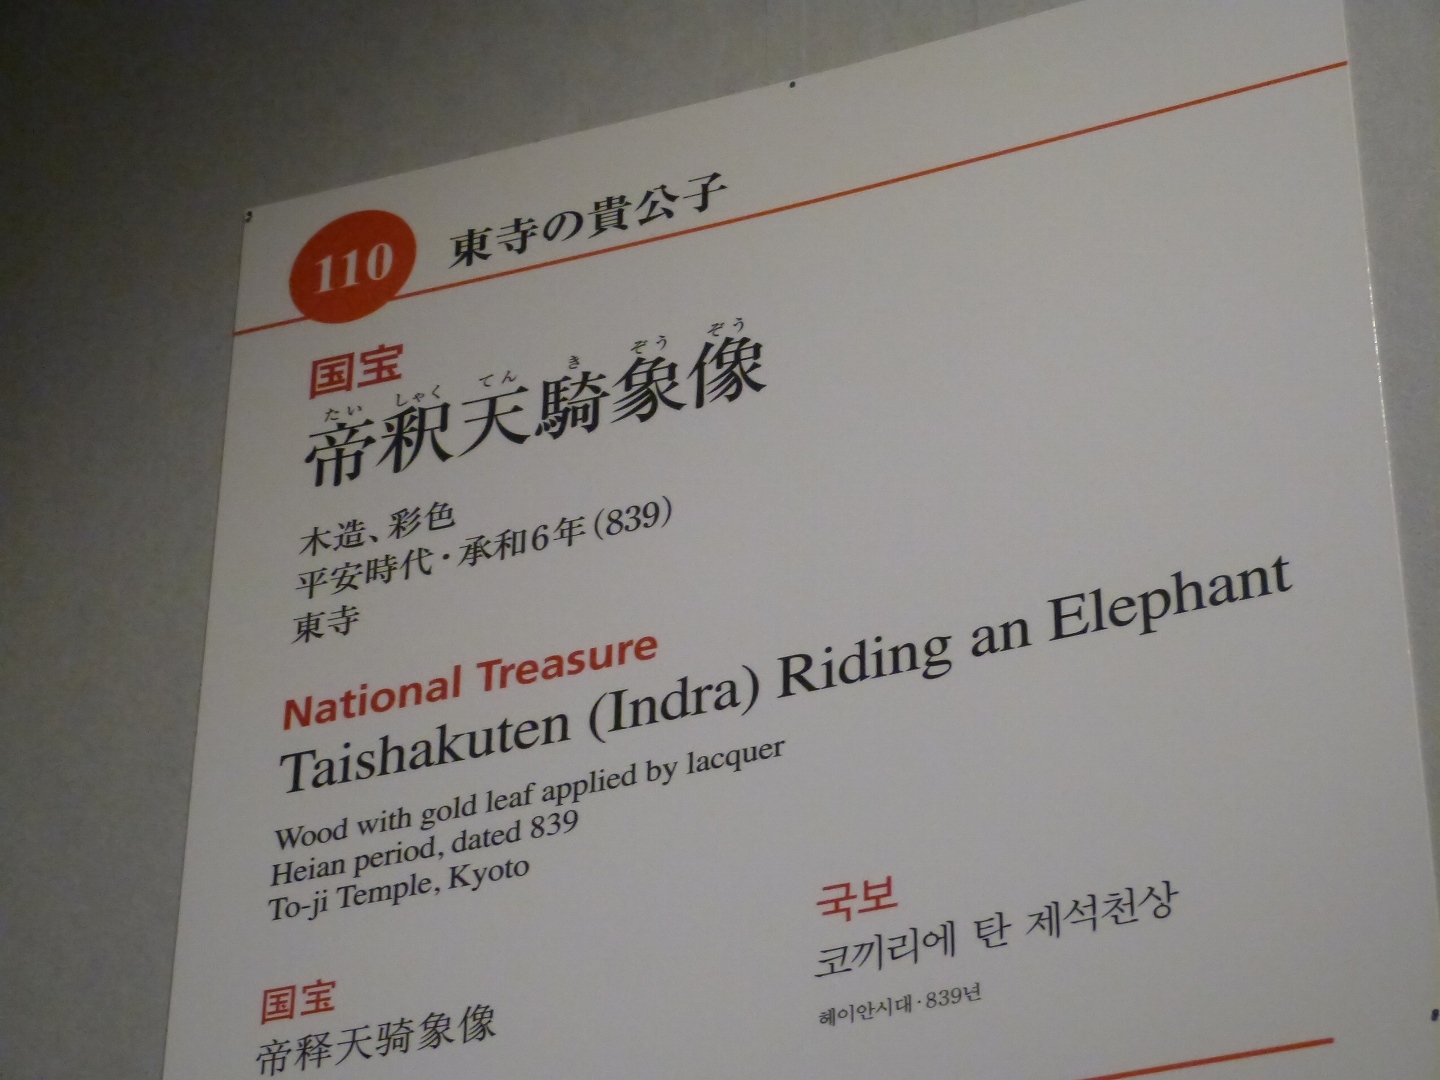 110 東寺の貴公子
国宝
たい しゃく てん き ぞう ぞう
帝釈天騎象像
木造、彩色
平安時代・承和6年(839)
東寺
National Treasure
Taishakuten (Indra) Riding an Elephant
Wood with gold leaf applied by lacquer
Heian period, dated 839
To-ji Temple, Kyoto
国宝
帝释天骑象像
국보
코끼리에 탄 제석천상
헤이안시대·839년